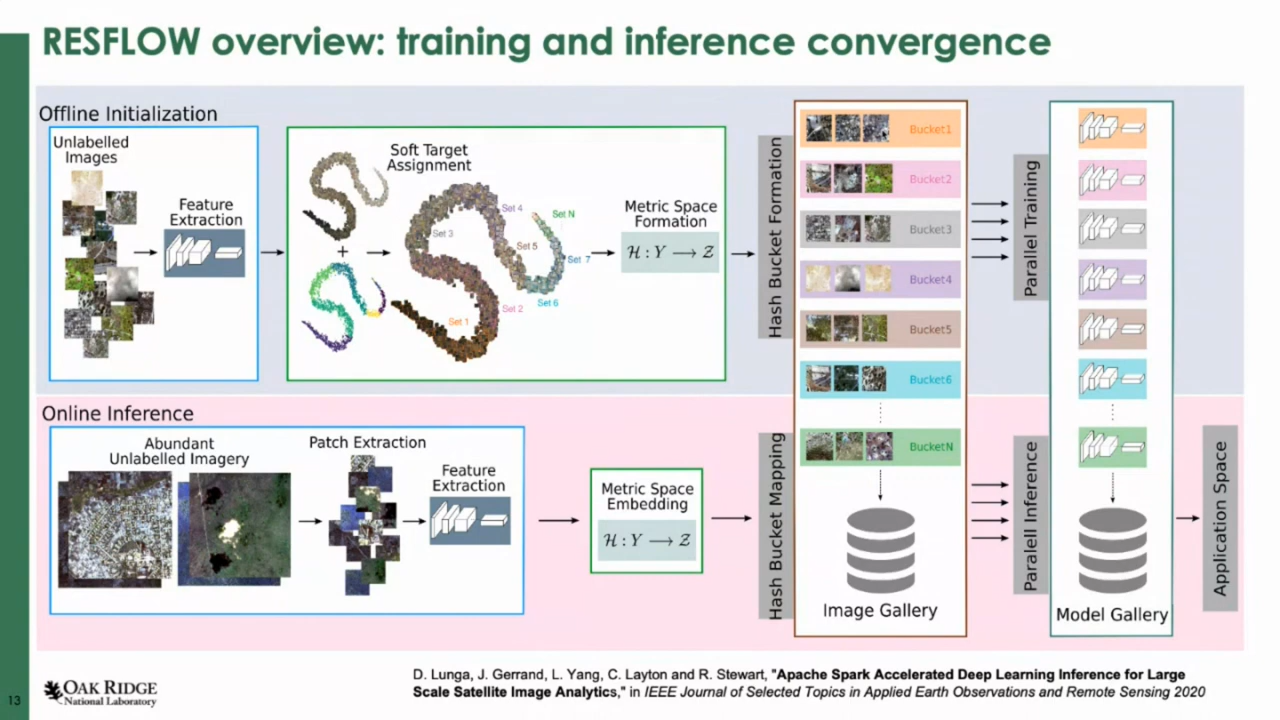 RESFLOW overview: training and inference convergence
Offline Initialization
Unlabelled
Images
Feature
Extraction
Soft Target
Assignment
Set 1
Set 2
Set 3
Set 4
Set 5
Set 6
Set 7
Set N
Metric Space
Formation
H : Y ⟶ Z
Hash Bucket Formation
Bucket1
Bucket2
Bucket3
Bucket4
Bucket5
Bucket6
BucketN
Image Gallery
Parallel Training
Model Gallery
Online Inference
Abundant
Unlabelled Imagery
Patch Extraction
Feature
Extraction
Metric Space
Embedding
H : Y ⟶ Z
Hash Bucket Mapping
Paralell Inference
Application Space
D. Lunga, J. Gerrand, L. Yang, C. Layton and R. Stewart, "Apache Spark Accelerated Deep Learning Inference for Large
Scale Satellite Image Analytics," in IEEE Journal of Selected Topics in Applied Earth Observations and Remote Sensing 2020
13
OAK RIDGE
National Laboratory